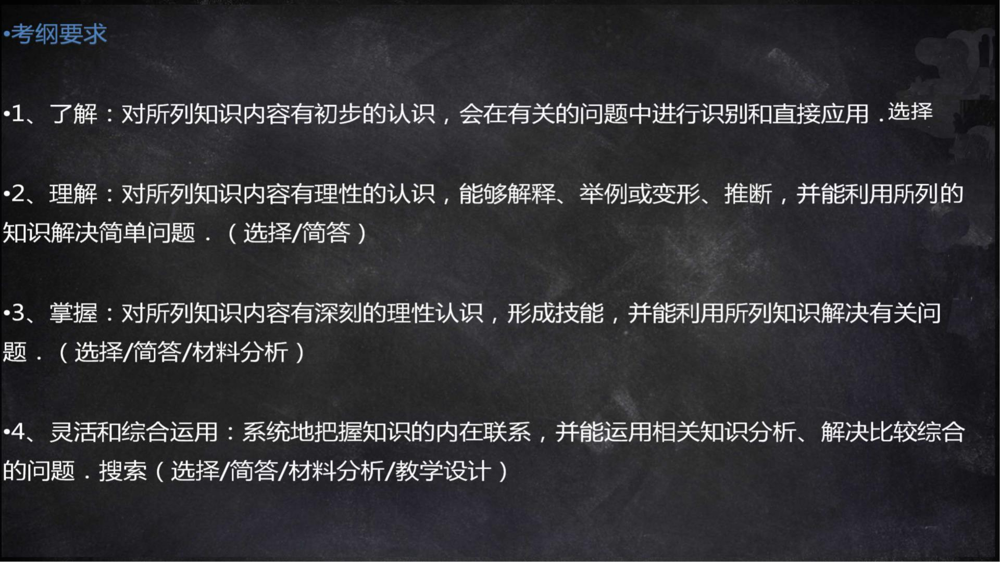 •考纲要求
•1、了解：对所列知识内容有初步的认识，会在有关的问题中进行识别和直接应用．选择
•2、理解：对所列知识内容有理性的认识，能够解释、举例或变形、推断，并能利用所列的
知识解决简单问题．（选择/简答）
•3、掌握：对所列知识内容有深刻的理性认识，形成技能，并能利用所列知识解决有关问
题．（选择/简答/材料分析）
•4、灵活和综合运用：系统地把握知识的内在联系，并能运用相关知识分析、解决比较综合
的问题．搜索（选择/简答/材料分析/教学设计）